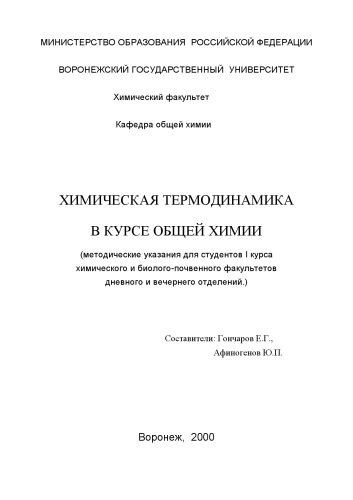 МИНИСТЕРСТВО ОБРАЗОВАНИЯ РОССИЙСКОЙ ФЕДЕРАЦИИ
ВОРОНЕЖСКИЙ ГОСУДАРСТВЕННЫЙ УНИВЕРСИТЕТ
Химический факультет
Кафедра общей химии
ХИМИЧЕСКАЯ ТЕРМОДИНАМИКА
В КУРСЕ ОБЩЕЙ ХИМИИ
(методические указания для студентов I курса
химического и биолого-почвенного факультетов
дневного и вечернего отделений.)
Составители: Гончаров Е.Г.,
Афиногенов Ю.П.
Воронеж, 2000